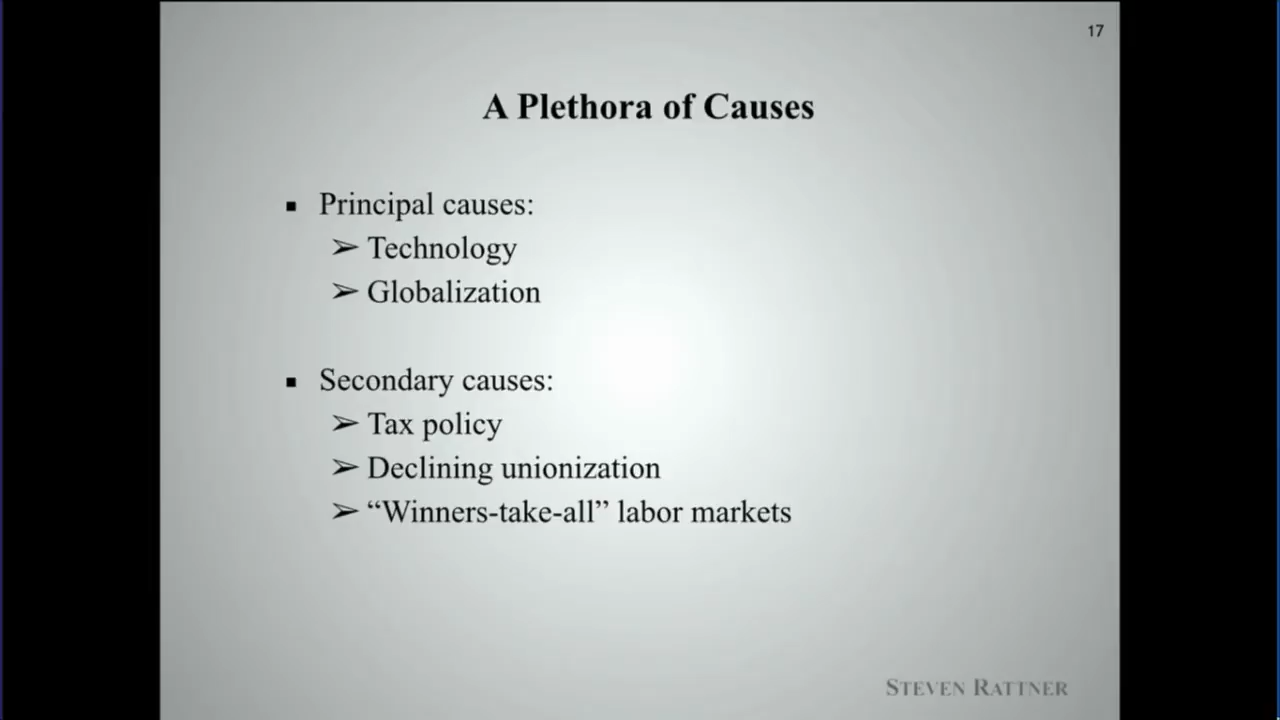 17
A Plethora of Causes
▪ Principal causes:
➢ Technology
➢ Globalization
▪ Secondary causes:
➢ Tax policy
➢ Declining unionization
➢ “Winners-take-all” labor markets
STEVEN RATTNER